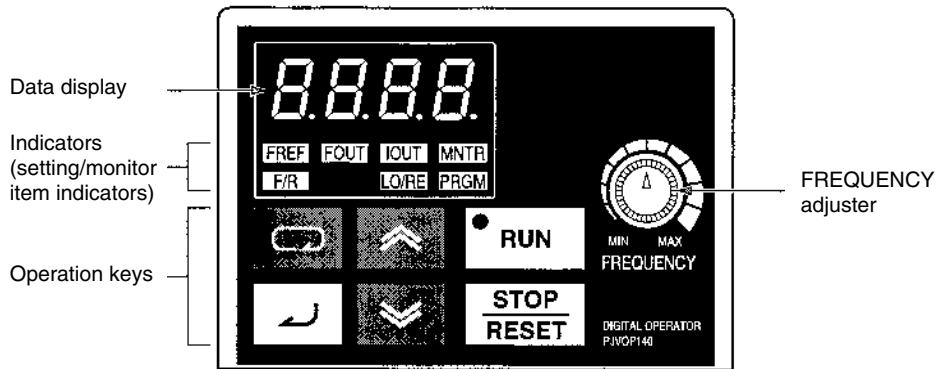 Data display
8.8.8.8.
Indicators
(setting/monitor
item indicators)
FREF FOUT IOUT MNTR
F/R LO/RE PRGM
Operation keys
RUN
STOP
RESET
MIN MAX
FREQUENCY
FREQUENCY
adjuster
DIGITAL OPERATOR
PJVOP140